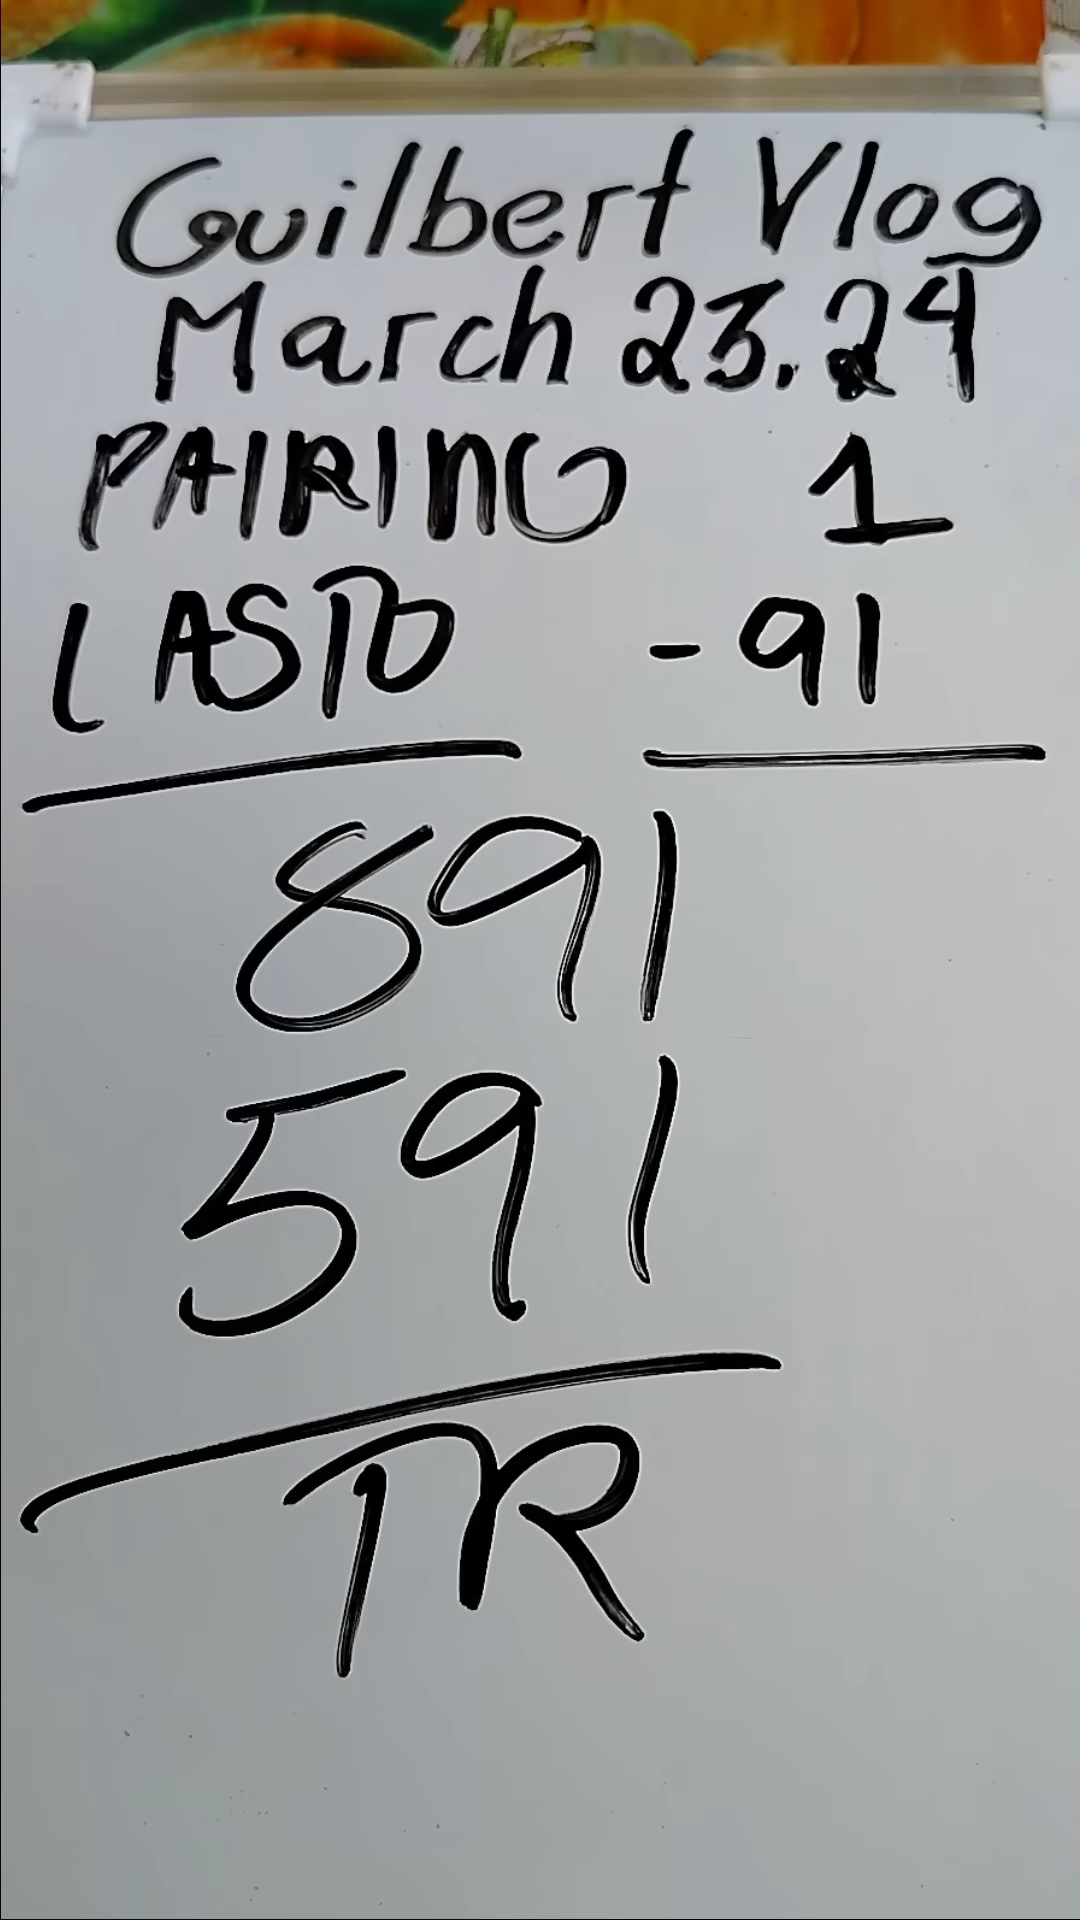 Guilbert Vlog
March 23.24
PAIRING 1
LASTO - 91
891
591
TR